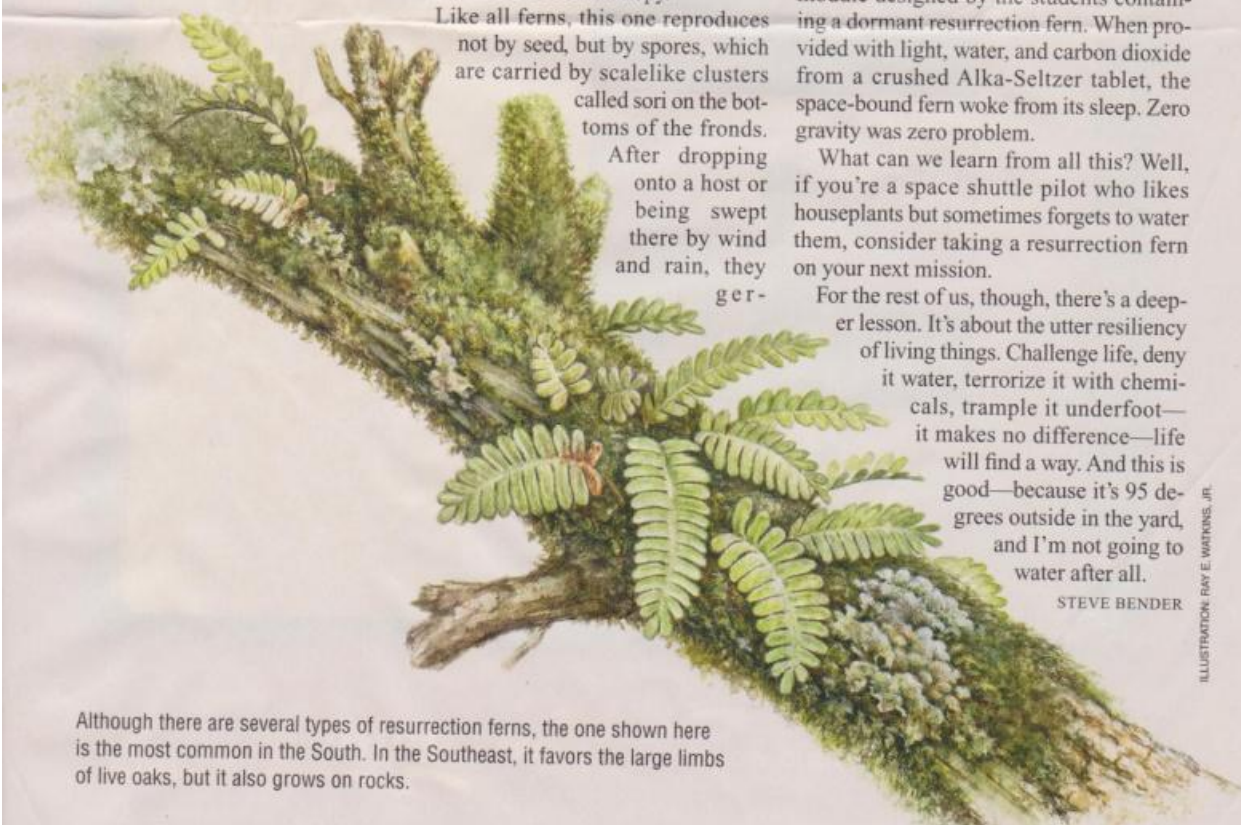 Like all ferns, this one reproduces
not by seed, but by spores, which
are carried by scalelike clusters
called sori on the bot-
toms of the fronds.
After dropping
onto a host or
being swept
there by wind
and rain, they
ger-
module designed by the students contain-
ing a dormant resurrection fern. When pro-
vided with light, water, and carbon dioxide
from a crushed Alka-Seltzer tablet, the
space-bound fern woke from its sleep. Zero
gravity was zero problem.
What can we learn from all this? Well,
if you're a space shuttle pilot who likes
houseplants but sometimes forgets to water
them, consider taking a resurrection fern
on your next mission.
For the rest of us, though, there's a deep-
er lesson. It's about the utter resiliency
of living things. Challenge life, deny
it water, terrorize it with chemi-
cals, trample it underfoot—
it makes no difference—life
will find a way. And this is
good—because it's 95 de-
grees outside in the yard,
and I'm not going to
water after all.
STEVE BENDER
ILLUSTRATION: RAY E. WATKINS, JR.
Although there are several types of resurrection ferns, the one shown here
is the most common in the South. In the Southeast, it favors the large limbs
of live oaks, but it also grows on rocks.